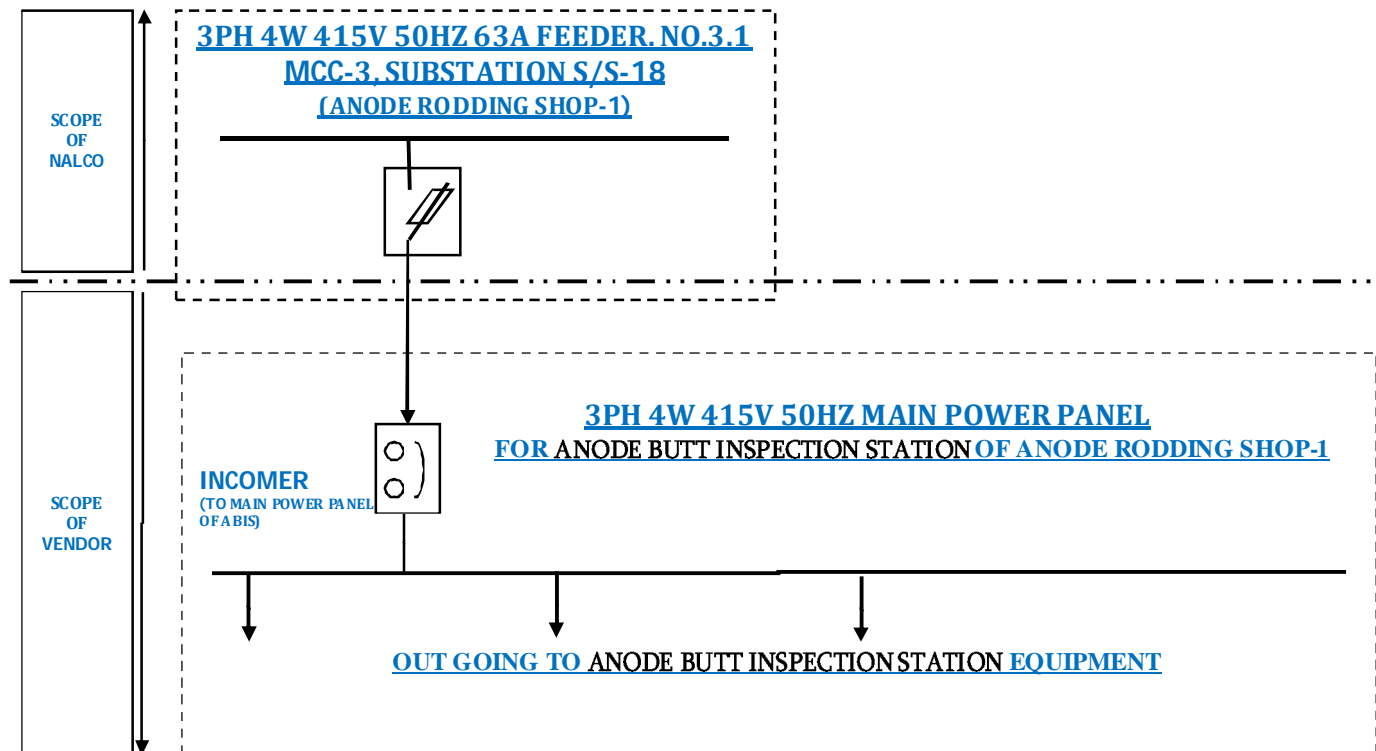 3PH 4W 415V 50HZ 63A FEEDER. NO.3.1
MCC-3, SUBSTATION S/S-18
(ANODE RODDING SHOP-1)
SCOPE
OF
NALCO
3PH 4W 415V 50HZ MAIN POWER PANEL
FOR ANODE BUTT INSPECTION STATION OF ANODE RODDING SHOP-1
INCOMER
(TO MAIN POWER PANEL
OF ABIS)
SCOPE
OF
VENDOR
OUT GOING TO ANODE BUTT INSPECTION STATION EQUIPMENT